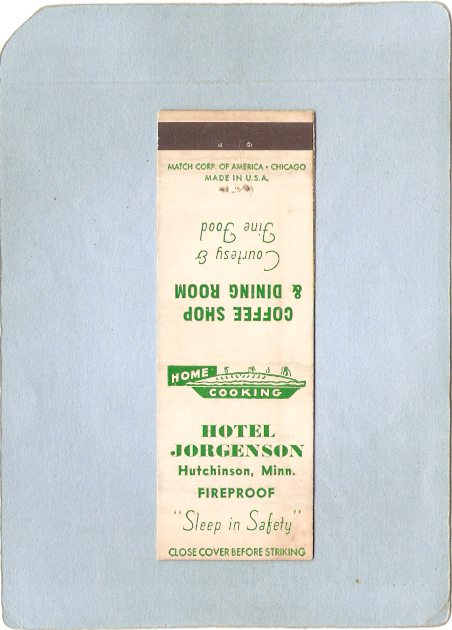 MATCH CORP. OF AMERICA • CHICAGO
MADE IN U.S.A.
COFFEE SHOP
& DINING ROOM
Courtesy &
Fine Food
HOME
COOKING
HOTEL
JORGENSON
Hutchinson, Minn.
FIREPROOF
"Sleep in Safety"
CLOSE COVER BEFORE STRIKING